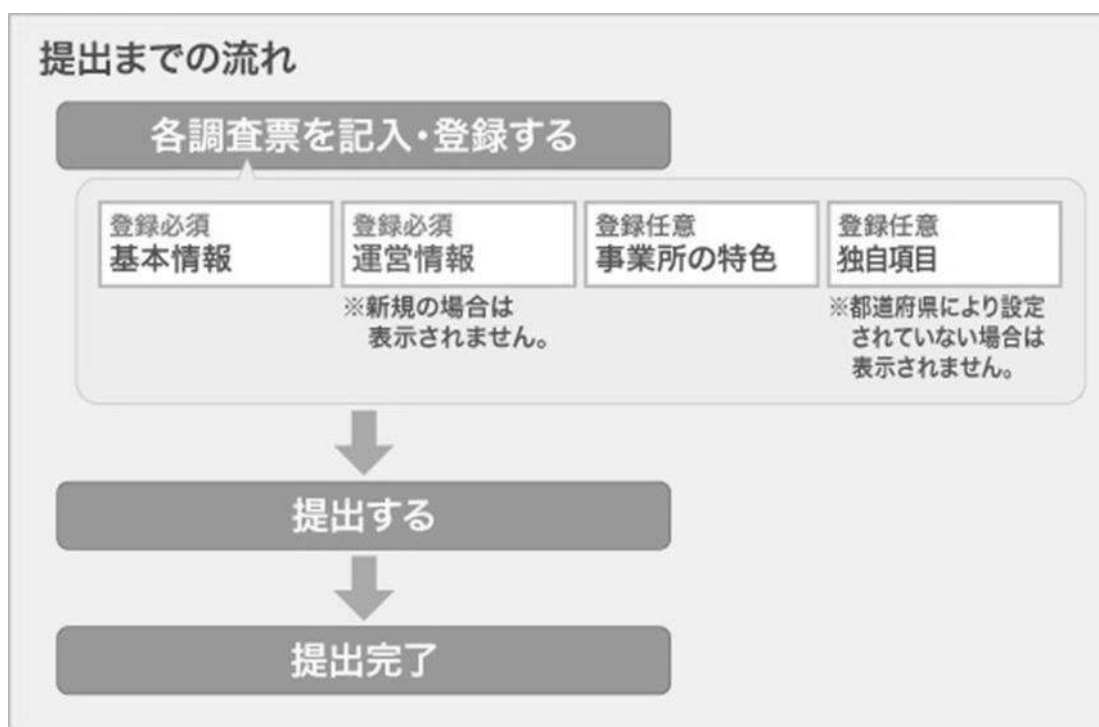 提出までの流れ
各調査票を記入・登録する
登録必須
基本情報
登録必須
運営情報
※新規の場合は
表示されません。
登録任意
事業所の特色
登録任意
独自項目
※都道府県により設定
されていない場合は
表示されません。
提出する
提出完了